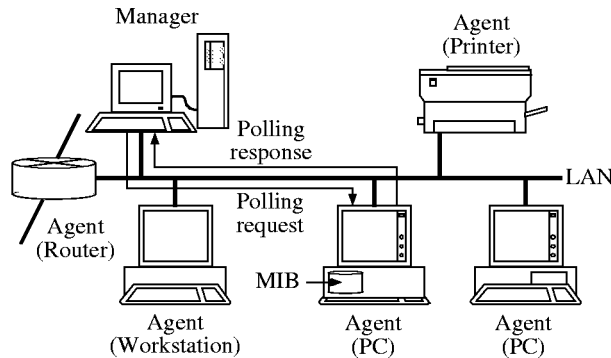 Manager
Agent
(Printer)
Polling
response
LAN
Agent
(Router)
Polling
request
MIB
Agent
(Workstation)
Agent
(PC)
Agent
(PC)